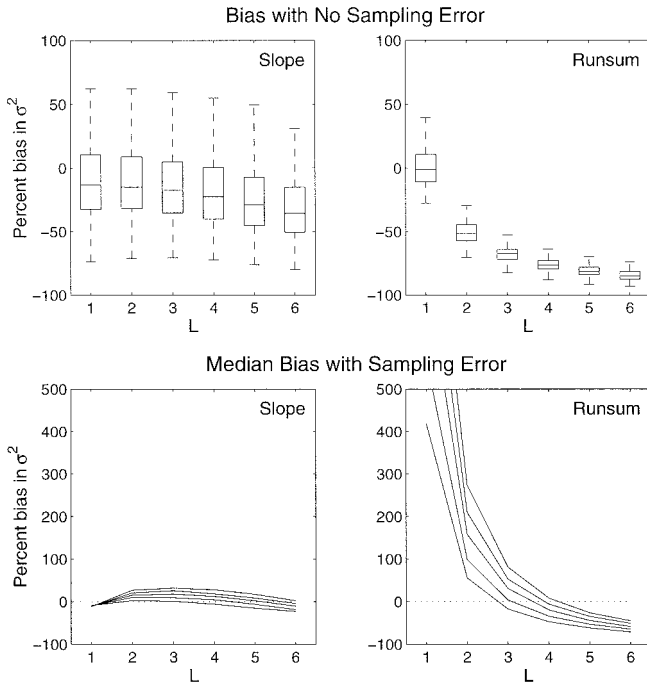 Bias with No Sampling Error
Slope
Runsum
Percent bias in σ²
100
50
0
−50
−100
1 2 3 4 5 6
L
100
50
0
−50
−100
1 2 3 4 5 6
L
Median Bias with Sampling Error
Slope
Runsum
Percent bias in σ²
500
400
300
200
100
0
−100
1 2 3 4 5 6
L
500
400
300
200
100
0
−100
1 2 3 4 5 6
L